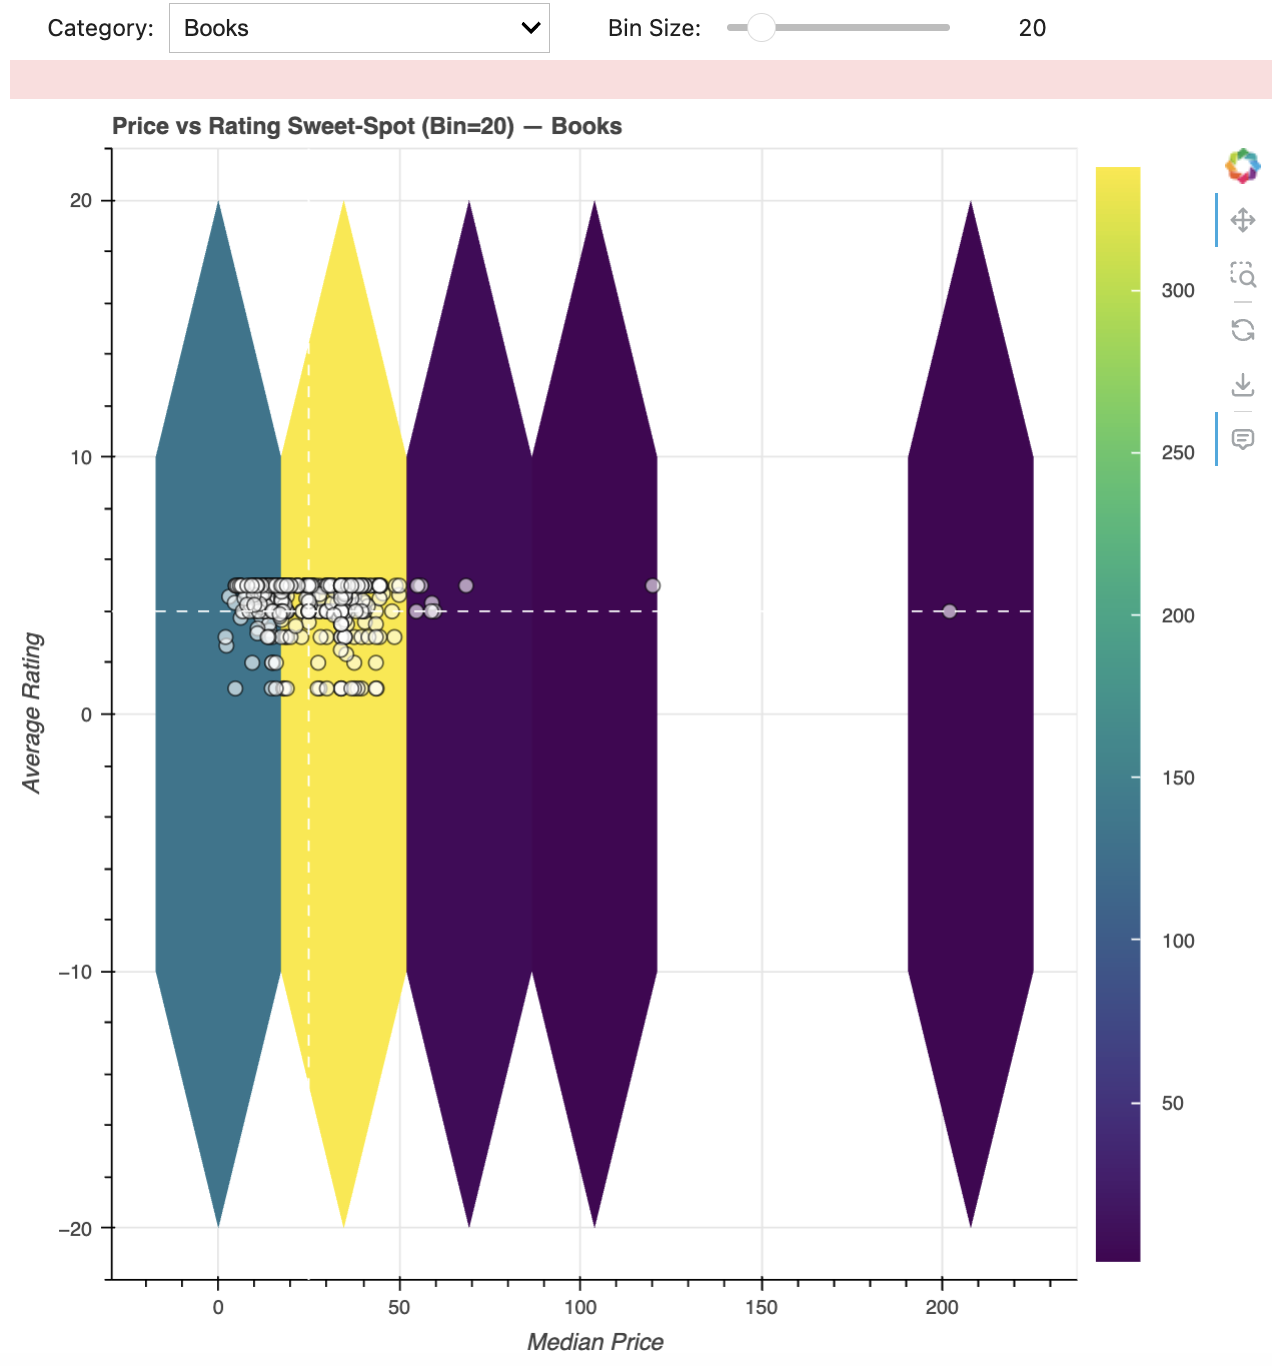 Category: Books Bin Size: 20
Price vs Rating Sweet-Spot (Bin=20) — Books
20
10
0
−10
−20
Average Rating
0 50 100 150 200
Median Price
300
250
200
150
100
50